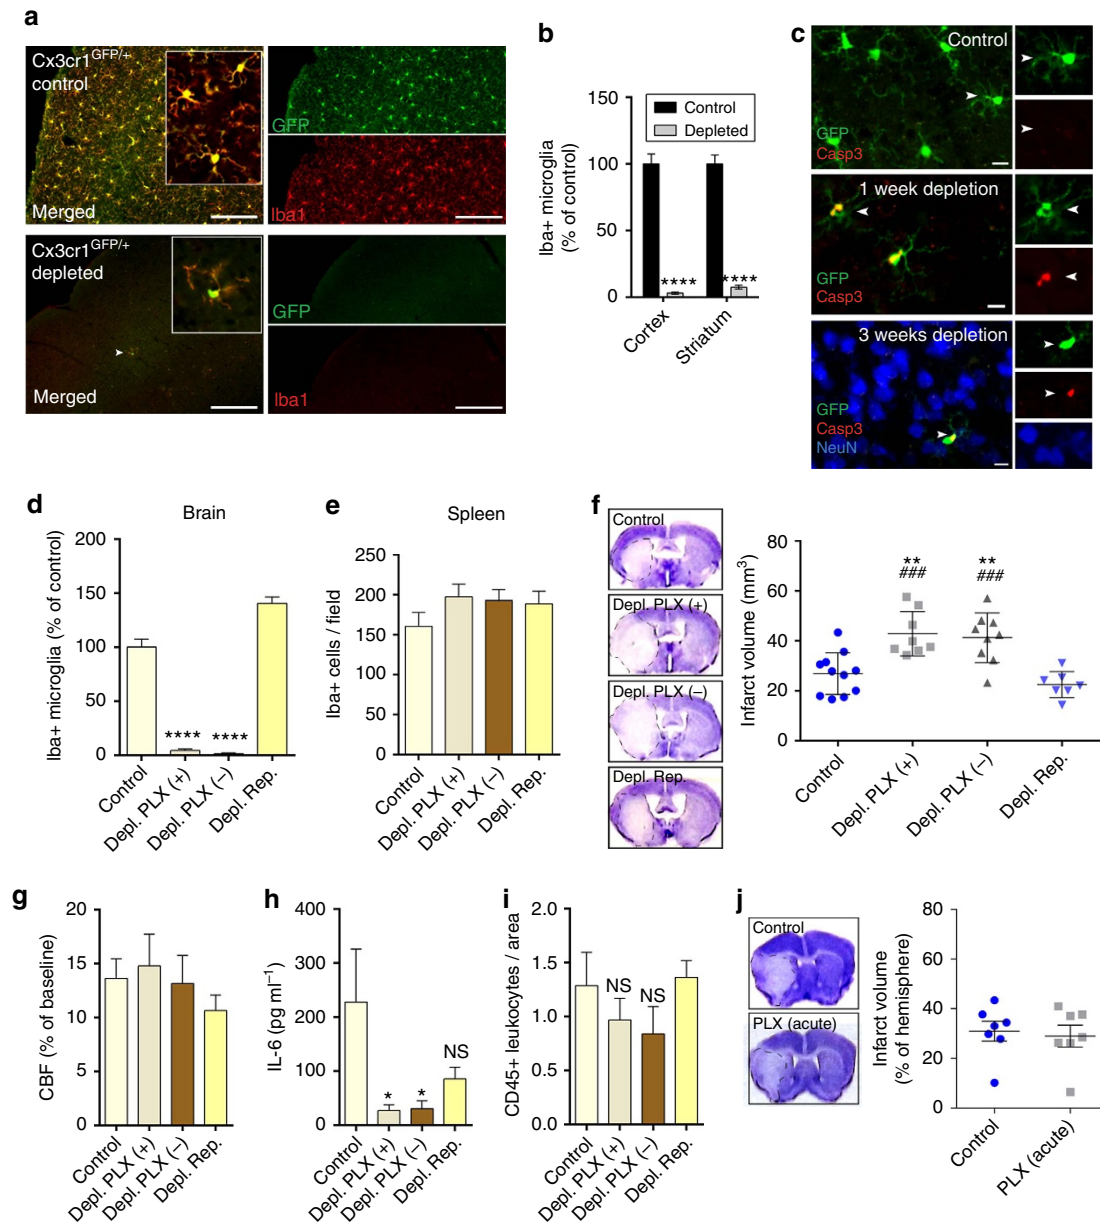 a
Cx3cr1GFP/+
control
Merged
GFP
Iba1
Cx3cr1GFP/+
depleted
Merged
GFP
Iba1
b
Iba+ microglia
(% of control)
150
100
50
0
Control
Depleted
****
****
Cortex
Striatum
c
Control
GFP
Casp3
1 week depletion
GFP
Casp3
3 weeks depletion
GFP
Casp3
NeuN
d
Brain
Iba+ microglia (% of control)
200
150
100
50
0
****
****
Control
Depl. PLX (+)
Depl. PLX (–)
Depl. Rep.
e
Spleen
Iba+ cells / field
250
200
150
100
50
0
Control
Depl. PLX (+)
Depl. PLX (–)
Depl. Rep.
f
Control
Depl. PLX (+)
Depl. PLX (–)
Depl. Rep.
Infarct volume (mm3)
80
60
40
20
0
**
###
**
###
Control
Depl. PLX (+)
Depl. PLX (–)
Depl. Rep.
g
CBF (% of baseline)
20
15
10
5
0
Control
Depl. PLX (+)
Depl. PLX (–)
Depl. Rep.
h
IL-6 (pg ml–1)
400
300
200
100
0
*
*
NS
Control
Depl. PLX (+)
Depl. PLX (–)
Depl. Rep.
i
CD45+ leukocytes / area
2.0
1.5
1.0
0.5
0.0
NS
NS
Control
Depl. PLX (+)
Depl. PLX (–)
Depl. Rep.
j
Control
PLX (acute)
Infarct volume
(% of hemisphere)
80
60
40
20
0
Control
PLX (acute)